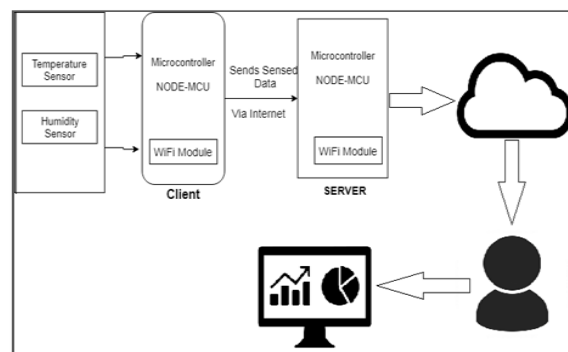 Temperature
Sensor
Humidity
Sensor
Microcontroller
NODE-MCU
WiFi Module
Client
Sends Sensed
Data
Via Internet
Microcontroller
NODE-MCU
WiFi Module
SERVER